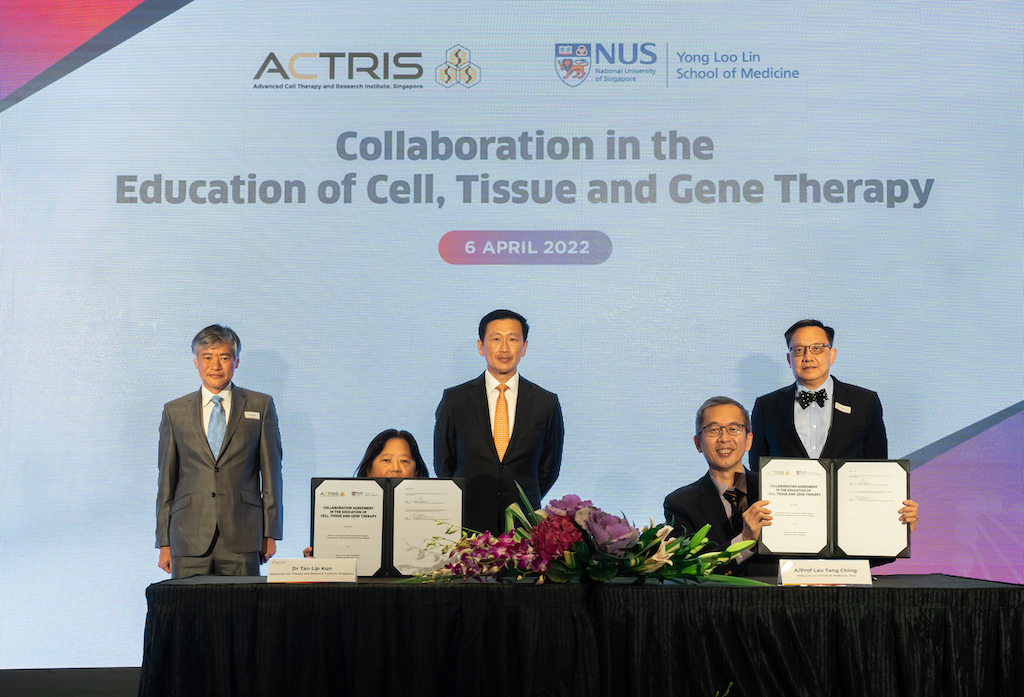 ACTRIS
Advanced Cell Therapy and Research Institute, Singapore
NUS
National University
of Singapore
Yong Loo Lin
School of Medicine
Collaboration in the
Education of Cell, Tissue and Gene Therapy
6 APRIL 2022
ACTRIS
COLLABORATION AGREEMENT
IN THE EDUCATION OF
CELL, TISSUE AND GENE THERAPY
ACTRIS
NUS
COLLABORATION AGREEMENT
IN THE EDUCATION OF
CELL, TISSUE AND GENE THERAPY
Dr Tan Lip Kun
Advanced Cell Therapy and Research Institute, Singapore
A/Prof Lau Tang Ching
Yong Loo Lin School of Medicine, NUS